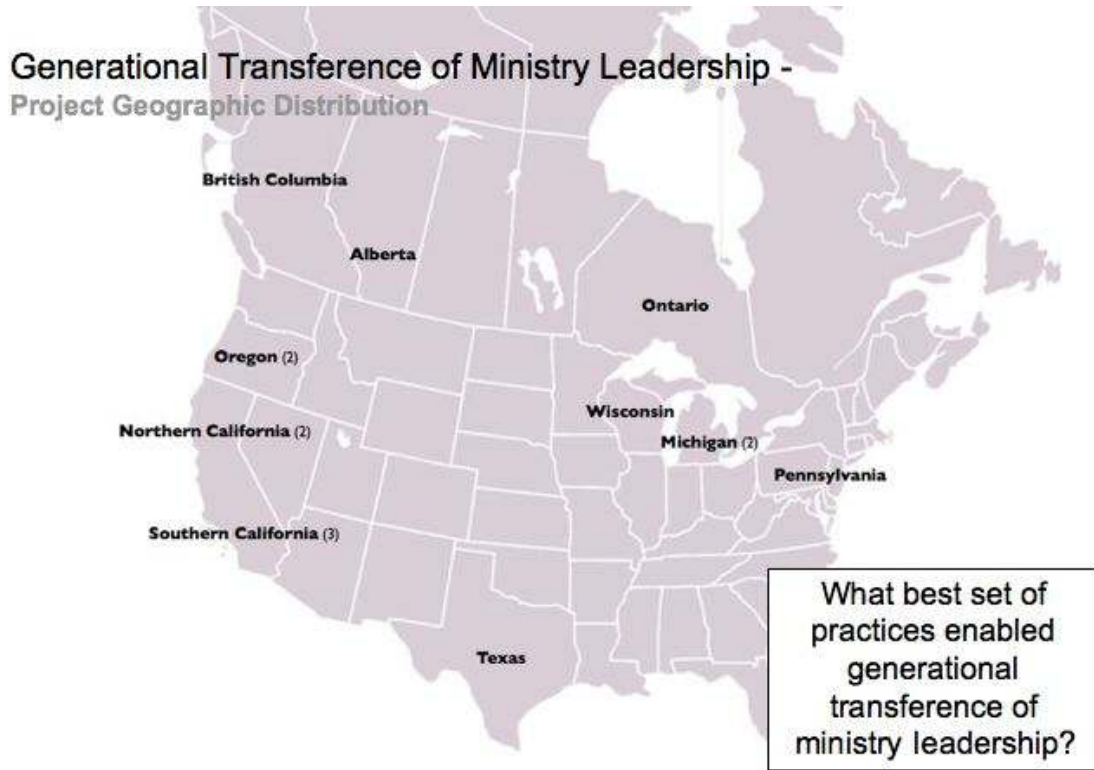 Generational Transference of Ministry Leadership -
Project Geographic Distribution
British Columbia
Alberta
Ontario
Oregon (2)
Wisconsin
Northern California (2)
Michigan (2)
Pennsylvania
Southern California (3)
Texas
What best set of
practices enabled
generational
transference of
ministry leadership?